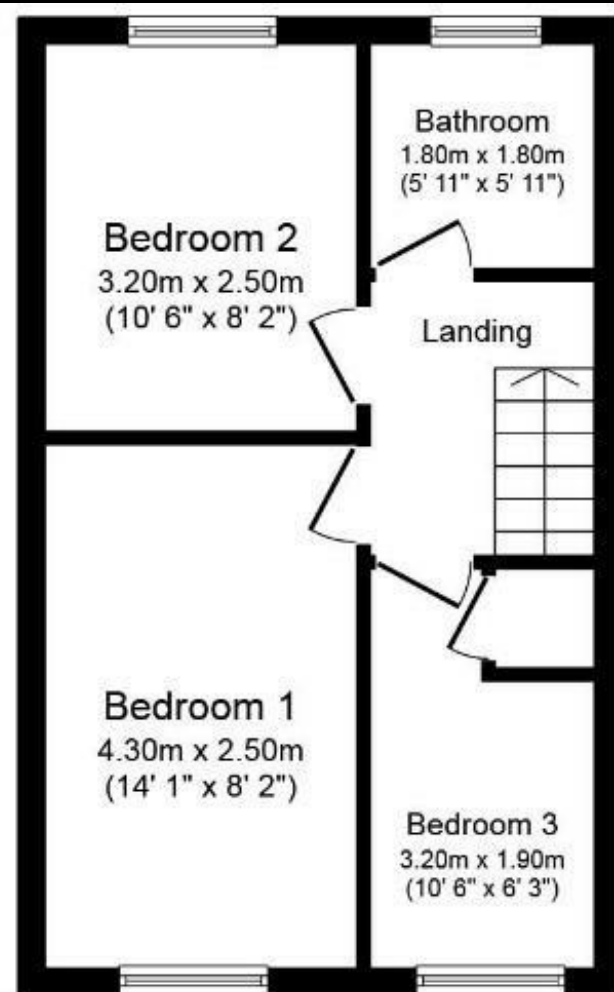 Bathroom
1.80m x 1.80m
(5' 11" x 5' 11")
Bedroom 2
3.20m x 2.50m
(10' 6" x 8' 2")
Landing
Bedroom 1
4.30m x 2.50m
(14' 1" x 8' 2")
Bedroom 3
3.20m x 1.90m
(10' 6" x 6' 3")